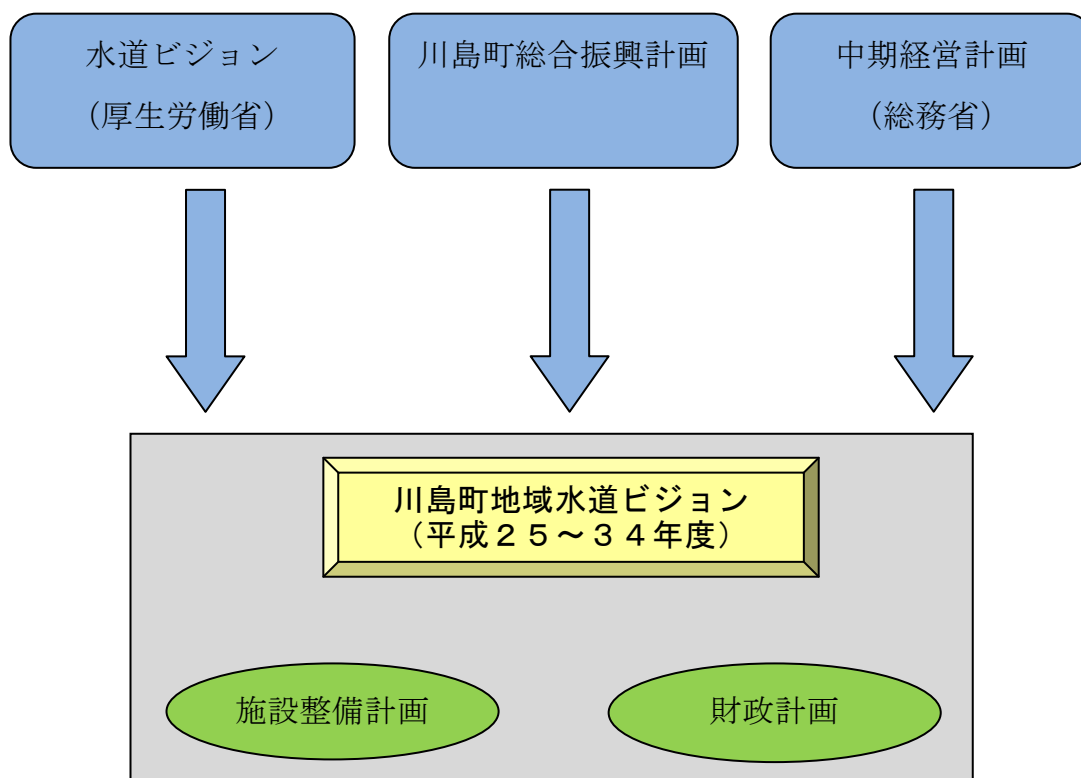 水道ビジョン
（厚生労働省）
川島町総合振興計画
中期経営計画
（総務省）
川島町地域水道ビジョン
（平成２５～３４年度）
施設整備計画
財政計画